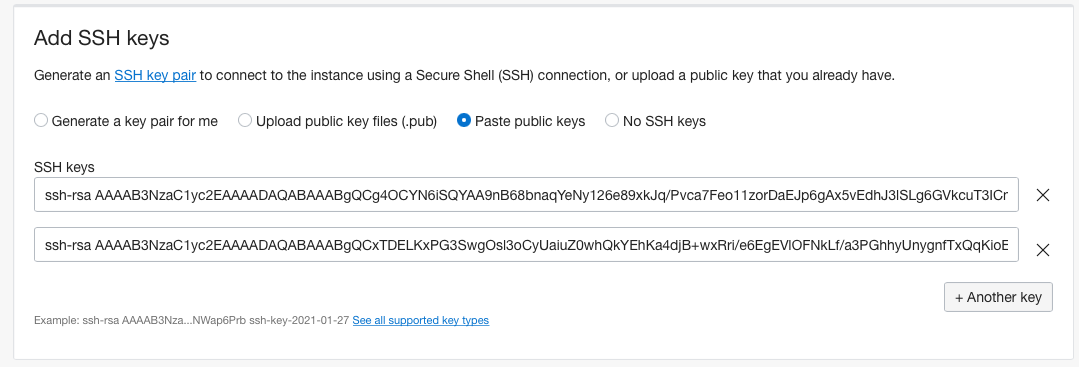 Add SSH keys
Generate an SSH key pair to connect to the instance using a Secure Shell (SSH) connection, or upload a public key that you already have.
Generate a key pair for me Upload public key files (.pub) Paste public keys No SSH keys
SSH keys
ssh-rsa AAAAB3NzaC1yc2EAAAADAQABAAABgQCg4OCYN6iSQYAA9nB68bnaqYeNy126e89xkJq/Pvca7Feo11zorDaEJp6gAx5vEdhJ3lSLg6GVkcuT3ICr
ssh-rsa AAAAB3NzaC1yc2EAAAADAQABAAABgQCxTDELKxPG3SwgOsl3oCyUaiuZ0whQkYEhKa4djB+wxRri/e6EgEVlOFNkLf/a3PGhhyUnygnfTxQqKioE
+ Another key
Example: ssh-rsa AAAAB3Nza...NWap6Prb ssh-key-2021-01-27 See all supported key types